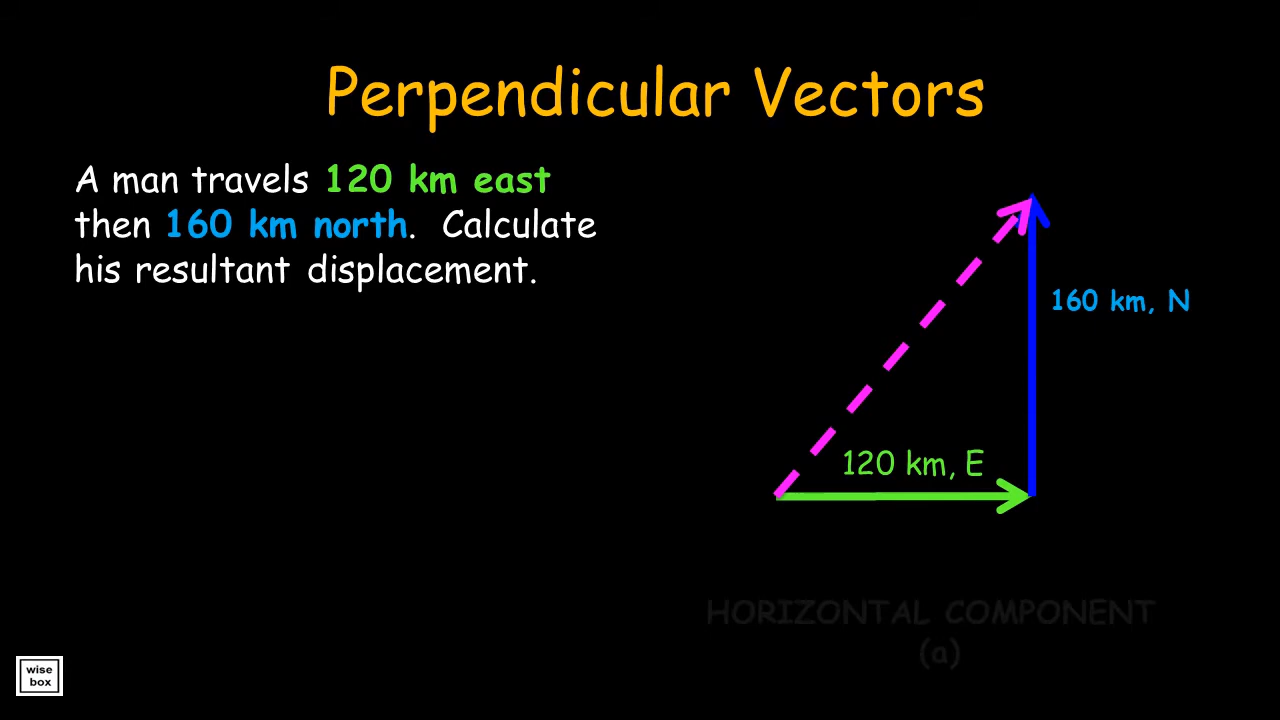 Perpendicular Vectors
A man travels 120 km east
then 160 km north. Calculate
his resultant displacement.
160 km, N
120 km, E
HORIZONTAL COMPONENT
(a)
wise
box